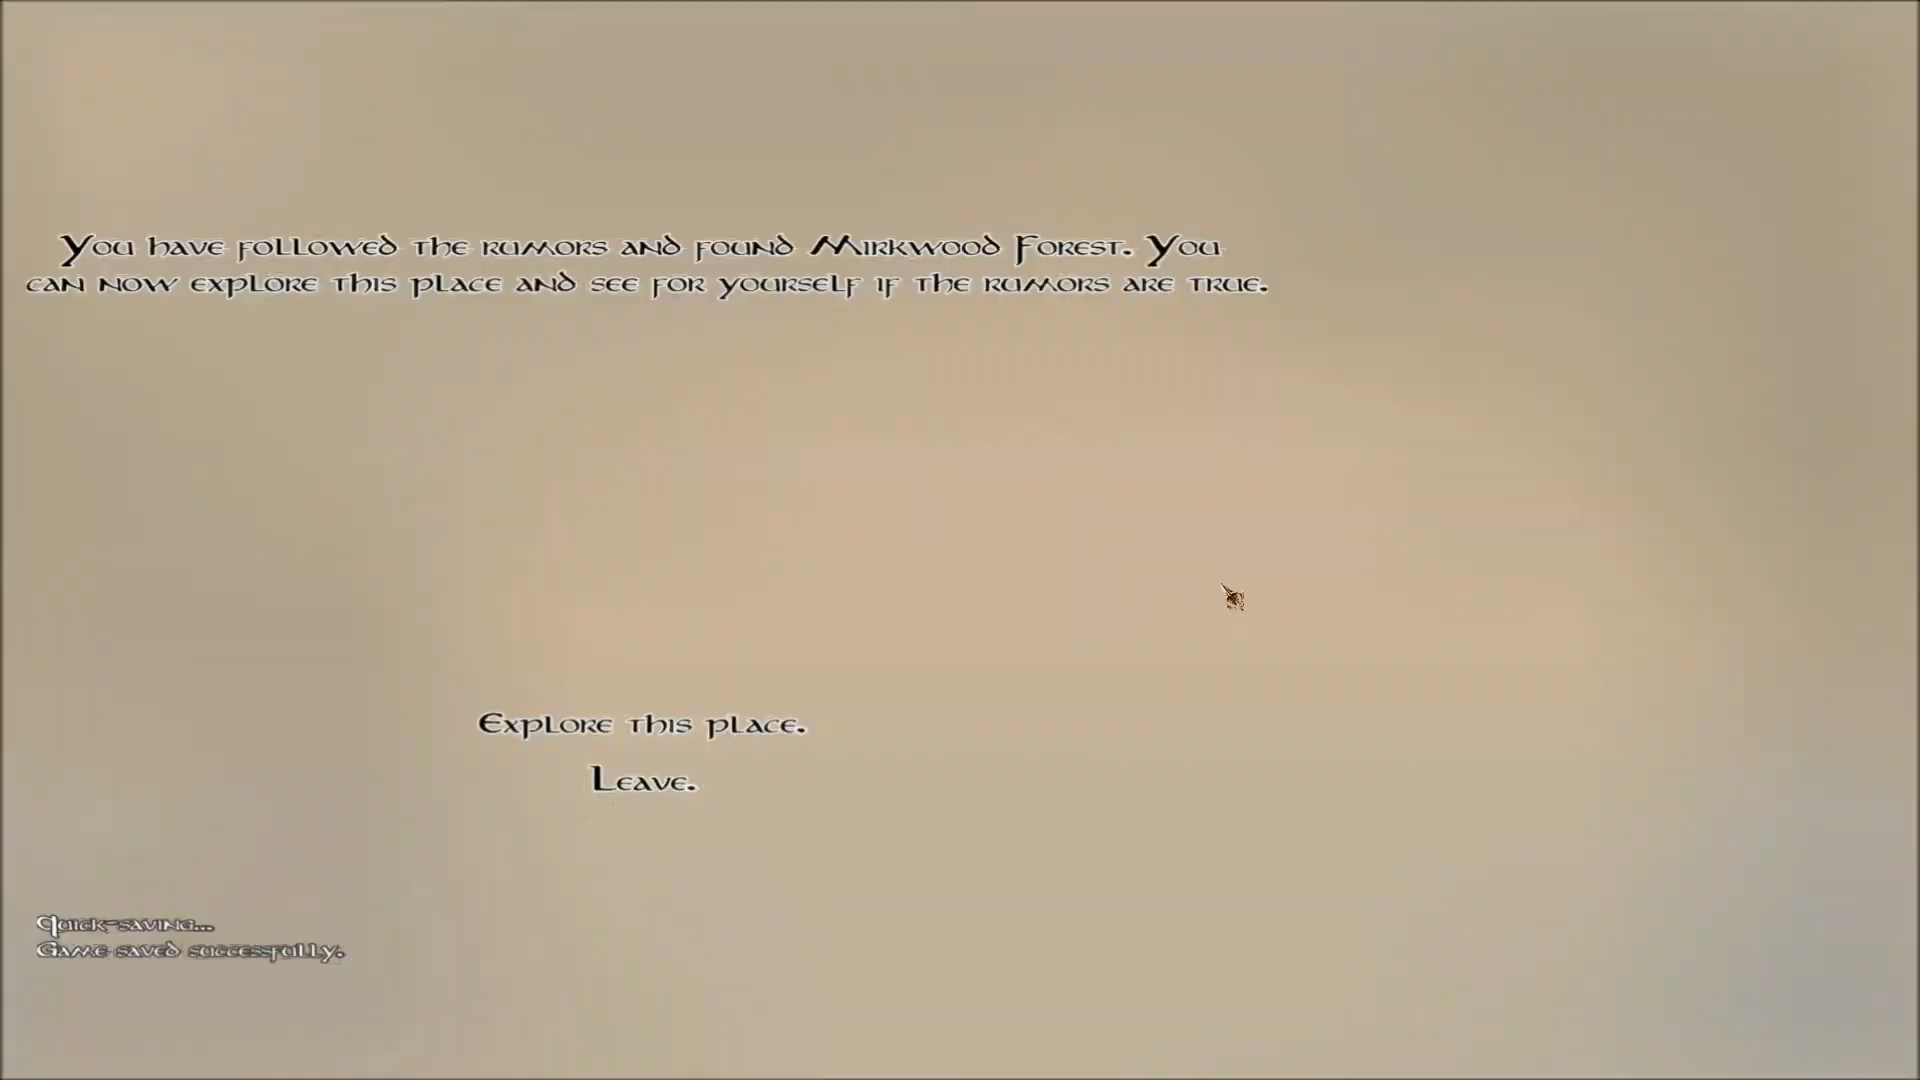 You have followed the rumors and found Mirkwood Forest. You
can now explore this place and see for yourself if the rumors are true.
Explore this place.
Leave.
Quick-saving...
Game saved successfully.